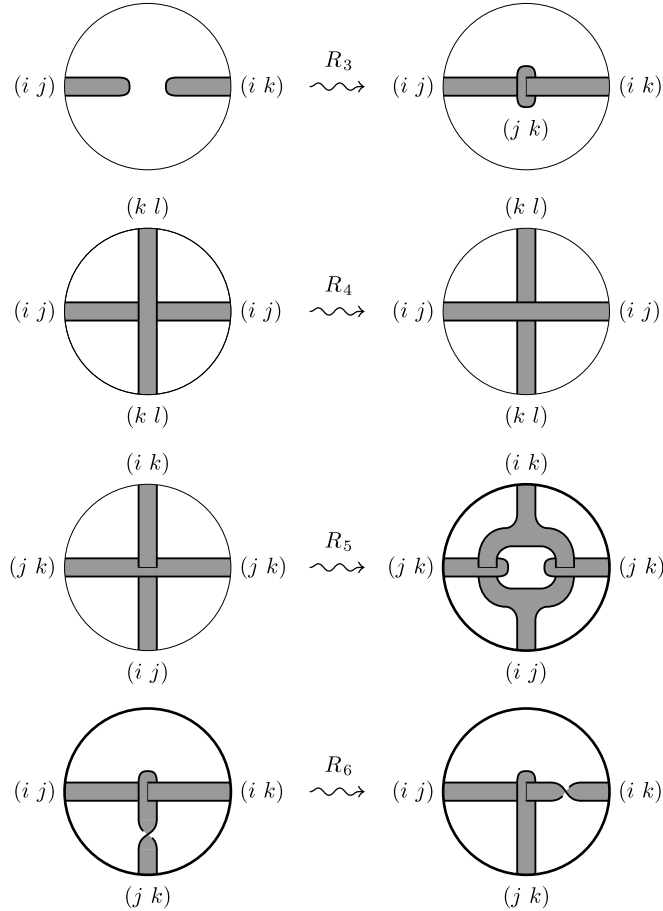 (i j) (i k) R₃ (i j) (i k)
(j k)
(k l) (k l)
(i j) (i j) R₄ (i j) (i j)
(k l) (k l)
(i k) (i k)
(j k) (j k) R₅ (j k) (j k)
(i j) (i j)
(i j) (i k) R₆ (i j) (i k)
(j k) (j k)